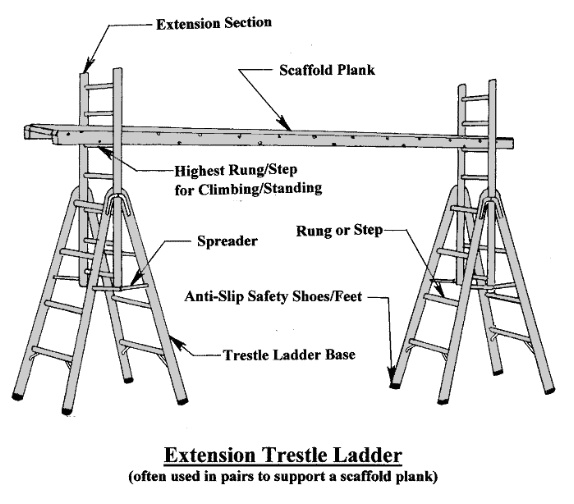 Extension Section
Scaffold Plank
Highest Rung/Step
for Climbing/Standing
Rung or Step
Spreader
Anti-Slip Safety Shoes/Feet
Trestle Ladder Base
Extension Trestle Ladder
(often used in pairs to support a scaffold plank)